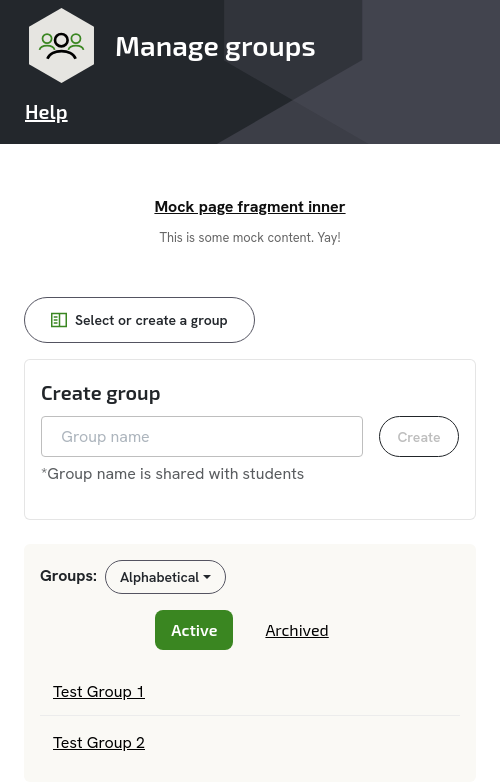 Manage groups
Help
Mock page fragment inner
This is some mock content. Yay!
Select or create a group
Create group
Group name
Create
*Group name is shared with students
Groups: Alphabetical
Active Archived
Test Group 1
Test Group 2